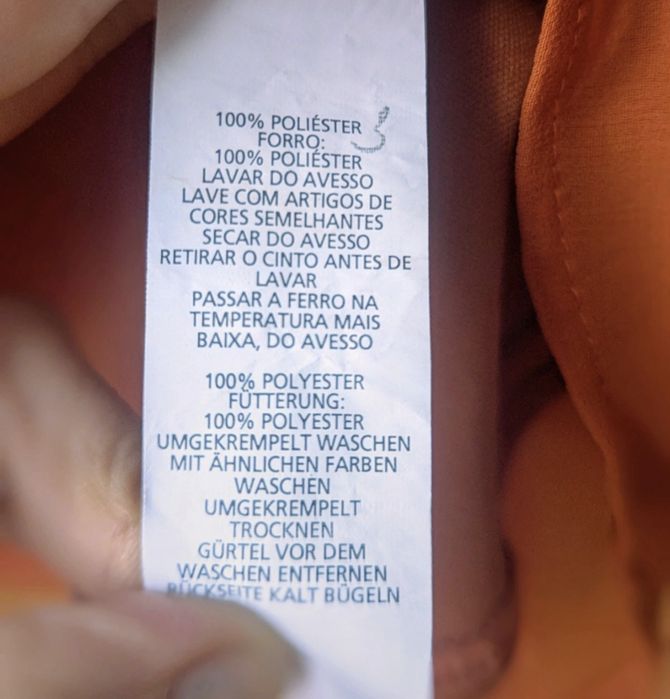 100% POLIÉSTER
FORRO:
100% POLIÉSTER
LAVAR DO AVESSO
LAVE COM ARTIGOS DE
CORES SEMELHANTES
SECAR DO AVESSO
RETIRAR O CINTO ANTES DE
LAVAR
PASSAR A FERRO NA
TEMPERATURA MAIS
BAIXA, DO AVESSO
100% POLYESTER
FÜTTERUNG:
100% POLYESTER
UMGEKREMPELT WASCHEN
MIT ÄHNLICHEN FARBEN
WASCHEN
UMGEKREMPELT
TROCKNEN
GÜRTEL VOR DEM
WASCHEN ENTFERNEN
RÜCKSEITE KALT BÜGELN